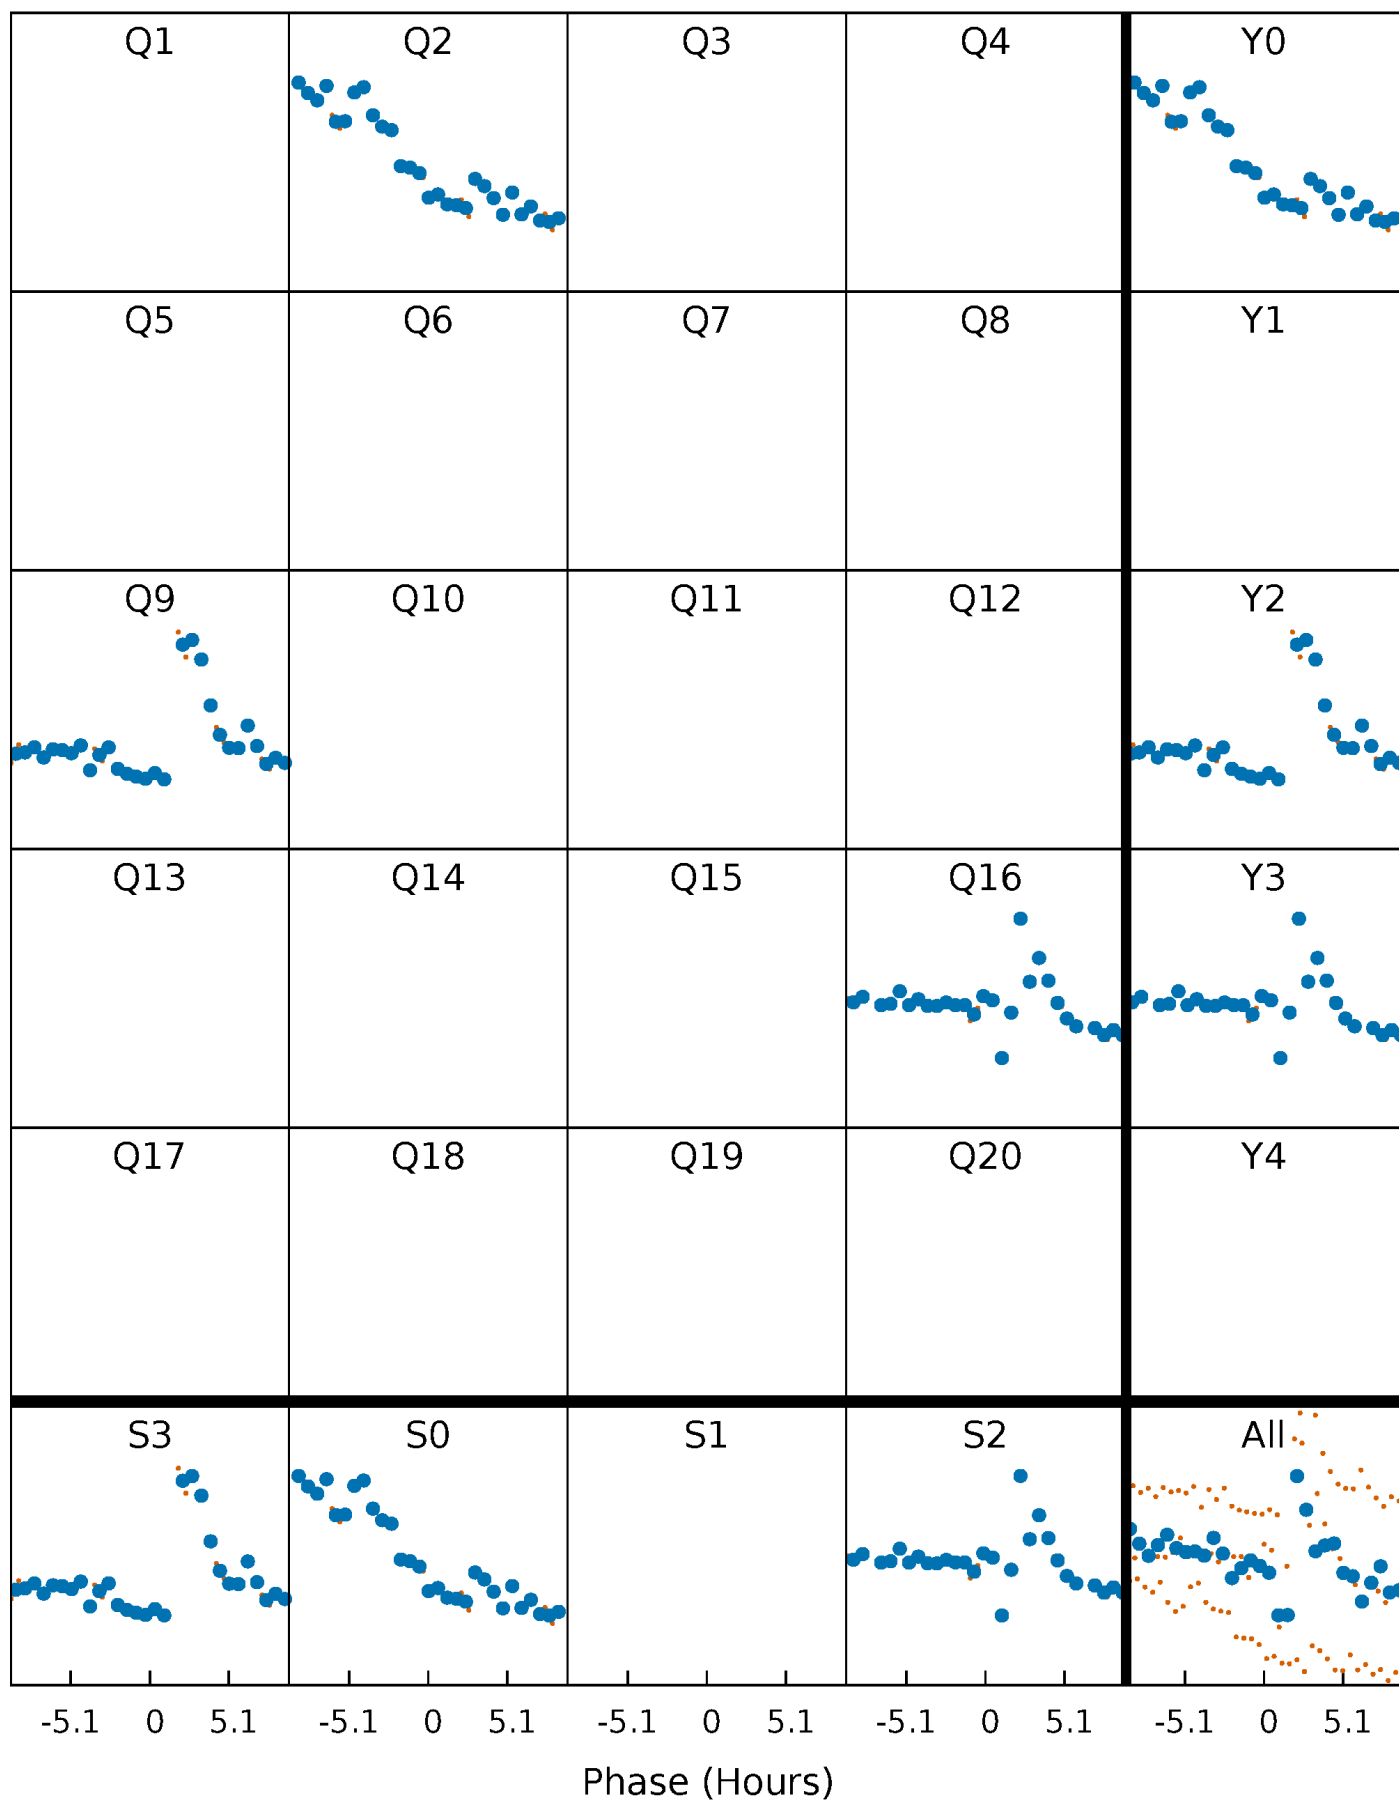 Q1 Q2 Q3 Q4 Y0
Q5 Q6 Q7 Q8 Y1
Q9 Q10 Q11 Q12 Y2
Q13 Q14 Q15 Q16 Y3
Q17 Q18 Q19 Q20 Y4
S3 S0 S1 S2 All
-5.1 0 5.1 -5.1 0 5.1 -5.1 0 5.1 -5.1 0 5.1 -5.1 0 5.1
Phase (Hours)